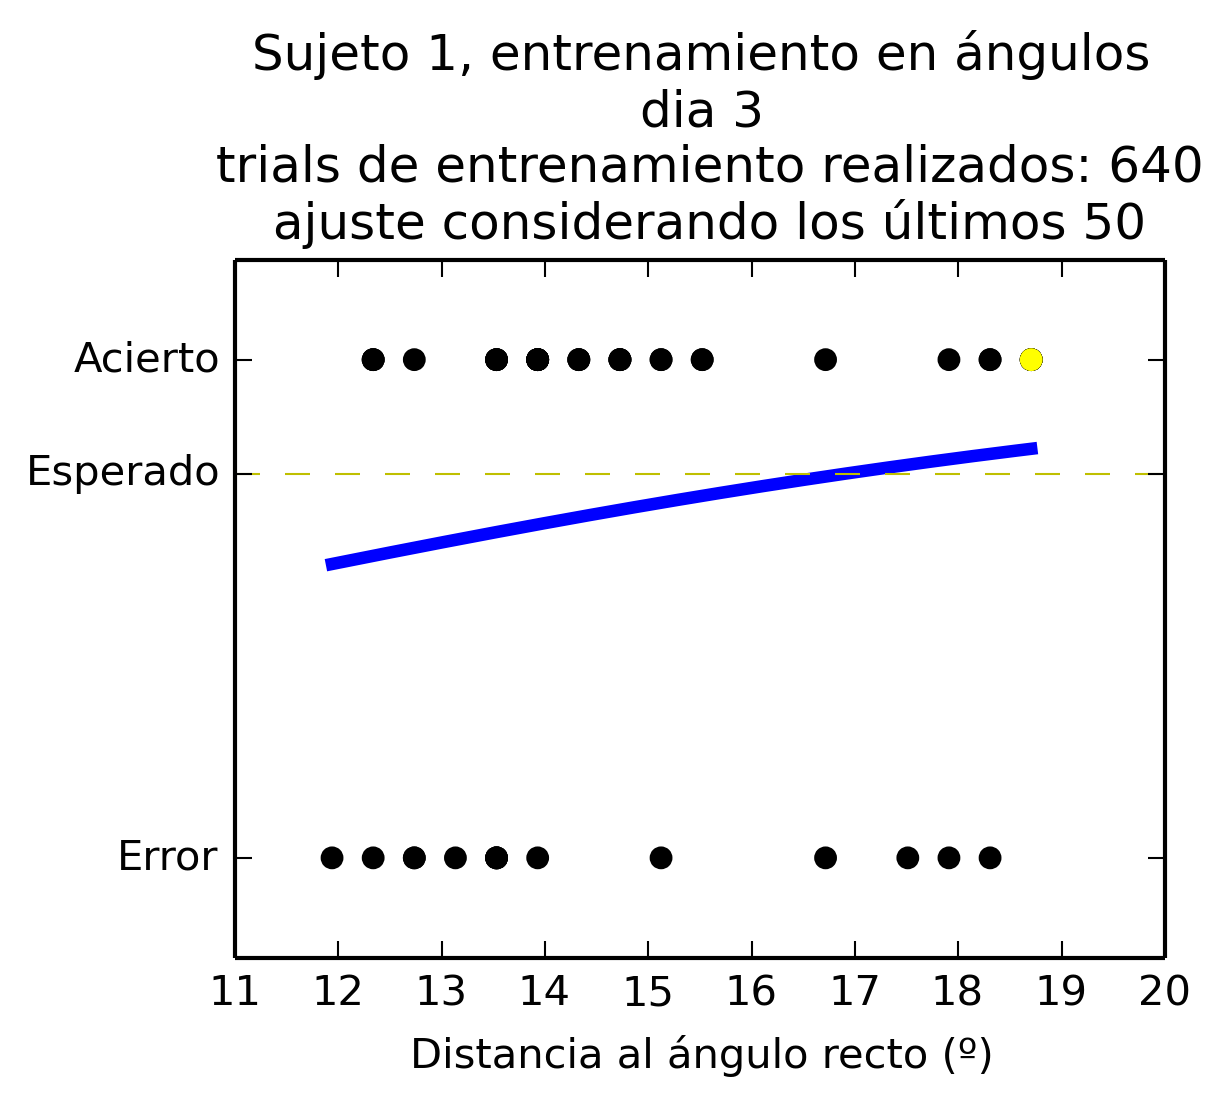 Sujeto 1, entrenamiento en ángulos
dia 3
trials de entrenamiento realizados: 640
ajuste considerando los últimos 50
Acierto
Esperado
Error
11 12 13 14 15 16 17 18 19 20
Distancia al ángulo recto (º)